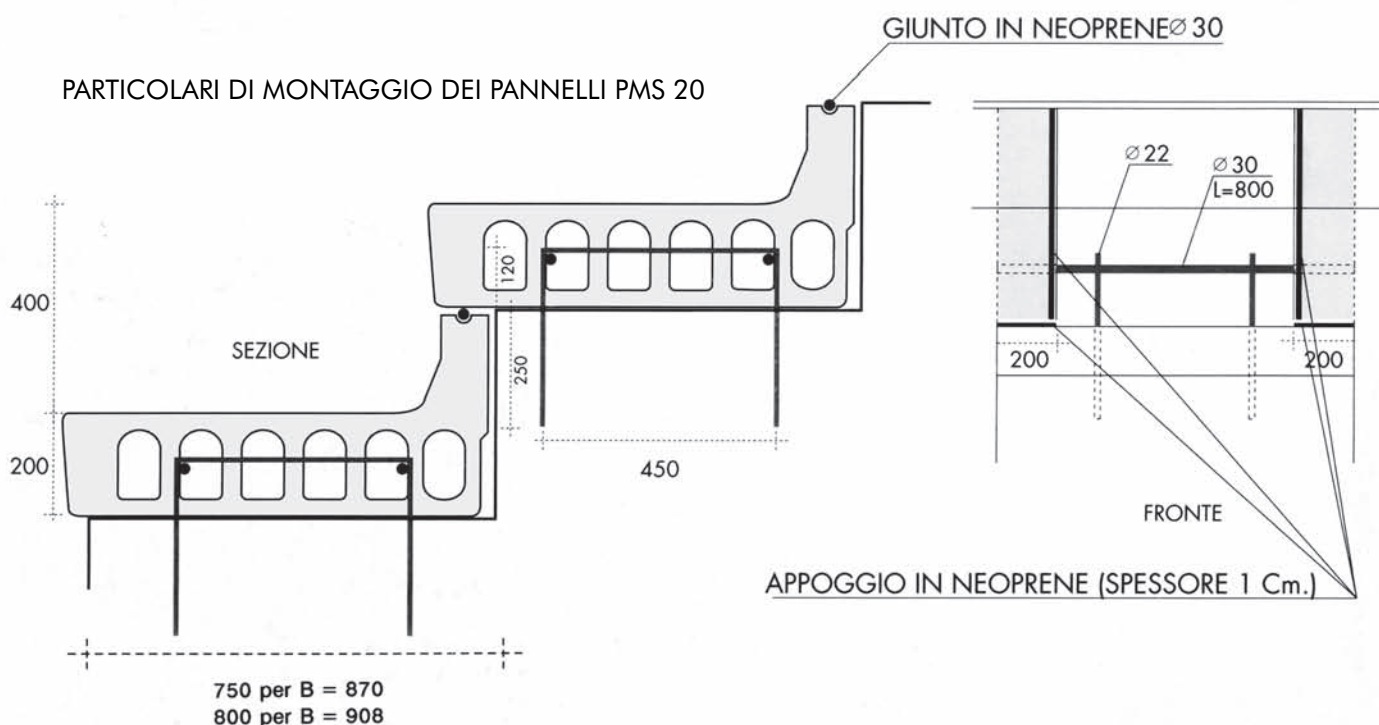 GIUNTO IN NEOPRENE∅ 30
PARTICOLARI DI MONTAGGIO DEI PANNELLI PMS 20
∅ 22
∅ 30
L=800
400
120
SEZIONE
250
200
200
200
450
FRONTE
APPOGGIO IN NEOPRENE (SPESSORE 1 Cm.)
750 per B = 870
800 per B = 908